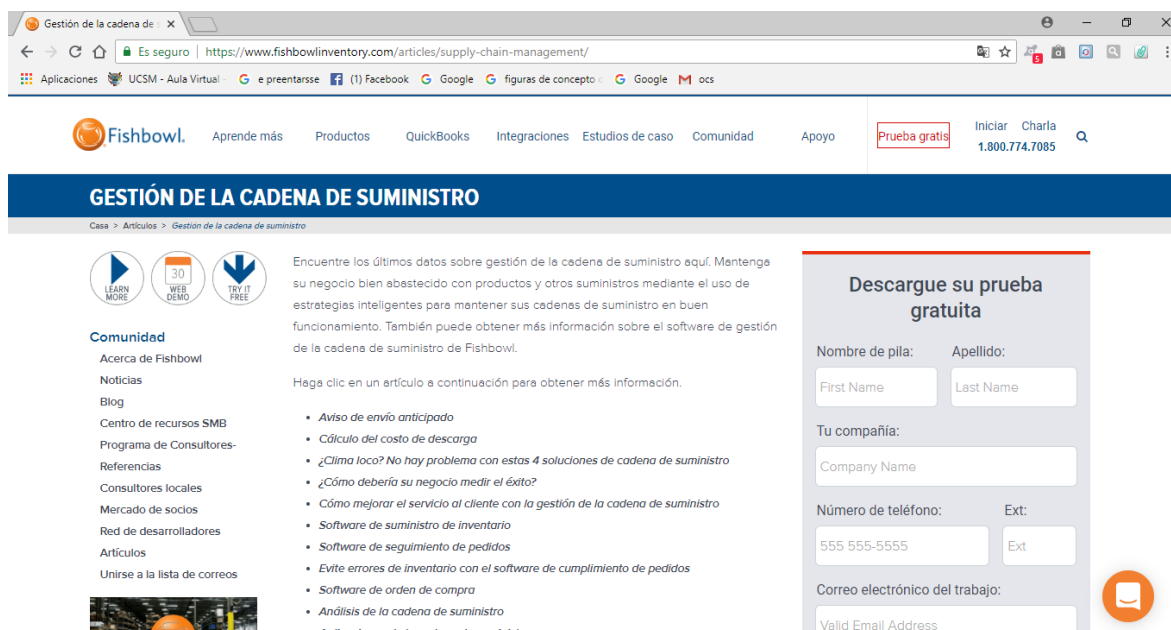 Gestión de la cadena de s
Es seguro | https://www.fishbowlinventory.com/articles/supply-chain-management/
5
Aplicaciones UCSM - Aula Virtual - e preentarsse (1) Facebook Google figuras de concepto Google ocs
Fishbowl.
Aprende más Productos QuickBooks Integraciones Estudios de caso Comunidad Apoyo Prueba gratis
Iniciar Charla
1.800.774.7085
GESTIÓN DE LA CADENA DE SUMINISTRO
Casa > Artículos > Gestión de la cadena de suministro
LEARN MORE
30 WEB DEMO
TRY IT FREE
Comunidad
Acerca de Fishbowl
Noticias
Blog
Centro de recursos SMB
Programa de Consultores-
Referencias
Consultores locales
Mercado de socios
Red de desarrolladores
Artículos
Unirse a la lista de correos
Encuentre los últimos datos sobre gestión de la cadena de suministro aquí. Mantenga
su negocio bien abastecido con productos y otros suministros mediante el uso de
estrategias inteligentes para mantener sus cadenas de suministro en buen
funcionamiento. También puede obtener más información sobre el software de gestión
de la cadena de suministro de Fishbowl.
Haga clic en un artículo a continuación para obtener más información.
• Aviso de envío anticipado
• Cálculo del costo de descarga
• ¿Clima loco? No hay problema con estas 4 soluciones de cadena de suministro
• ¿Cómo debería su negocio medir el éxito?
• Cómo mejorar el servicio al cliente con la gestión de la cadena de suministro
• Software de suministro de inventario
• Software de seguimiento de pedidos
• Evite errores de inventario con el software de cumplimiento de pedidos
• Software de orden de compra
• Análisis de la cadena de suministro
Descargue su prueba
gratuita
Nombre de pila: Apellido:
First Name Last Name
Tu compañía:
Company Name
Número de teléfono: Ext:
555 555-5555 Ext
Correo electrónico del trabajo:
Valid Email Address